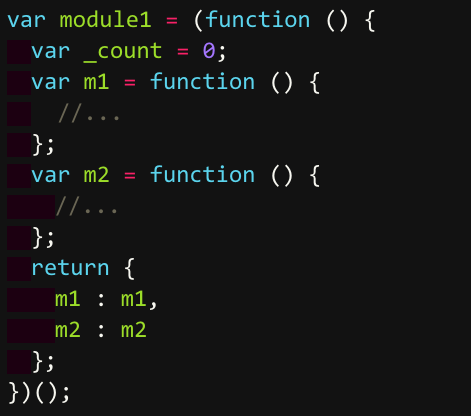 var module1 = (function () {
  var _count = 0;
  var m1 = function () {
    //...
  };
  var m2 = function () {
    //...
  };
  return {
    m1 : m1,
    m2 : m2
  };
})();